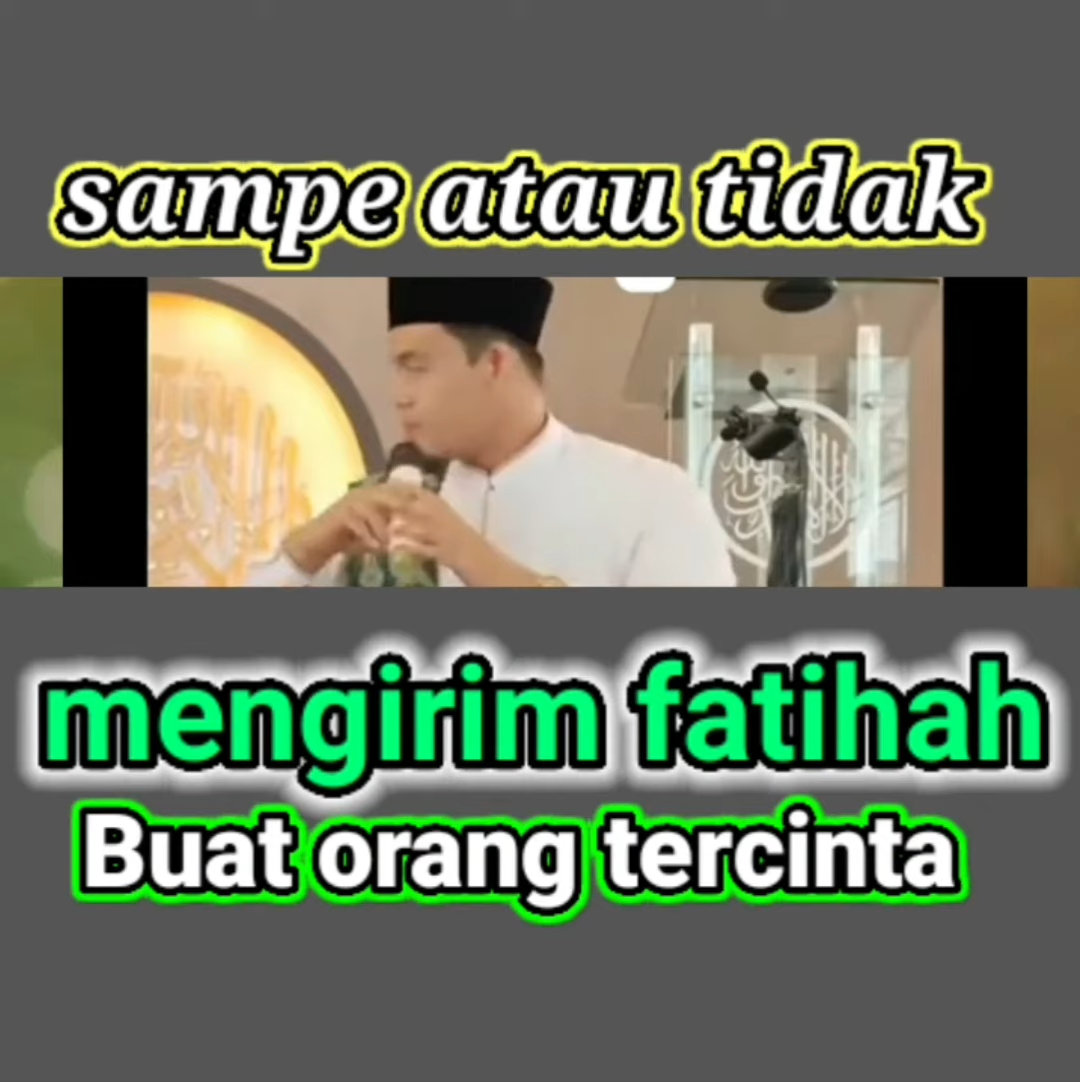 sampe atau tidak
mengirim fatihah
Buat orang tercinta